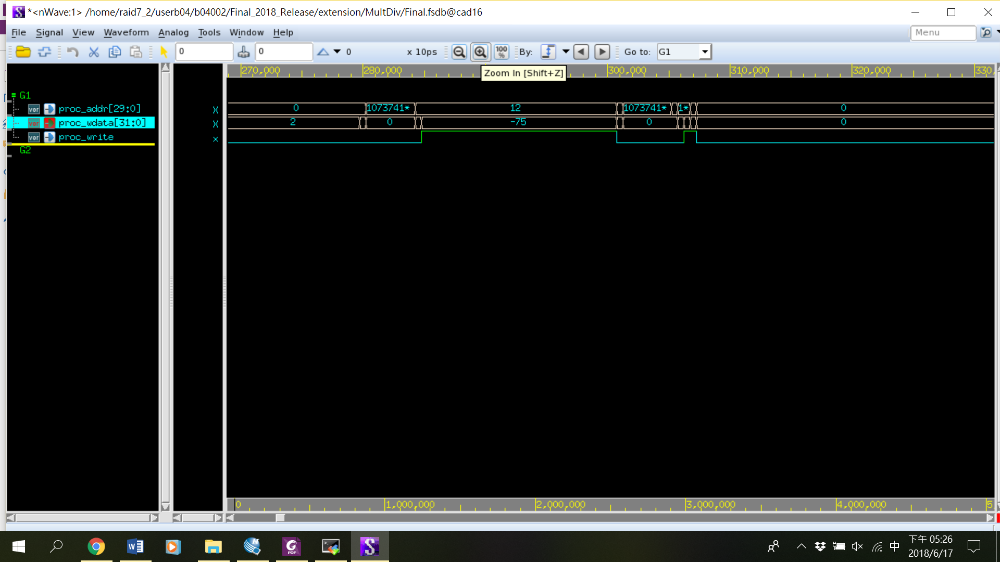 *<nWave:1> /home/raid7_2/userb04/b04002/Final_2018_Release/extension/MultDiv/Final.fsdb@cad16
File Signal View Waveform Analog Tools Window Help Menu
0 0 0 x 10ps 100 % By: Go to: G1
Zoom In [Shift+Z]
270,000 280,000 300,000 310,000 320,000 330,
G1
ver proc_addr[29:0] X 0 1073741* 12 1073741* 1* 0
ver proc_wdata[31:0] X 2 0 -75 0 0
ver proc_write x
G2
0 1,000,000 2,000,000 3,000,000 4,000,000 5,
PDF
中
下午 05:26
2018/6/17